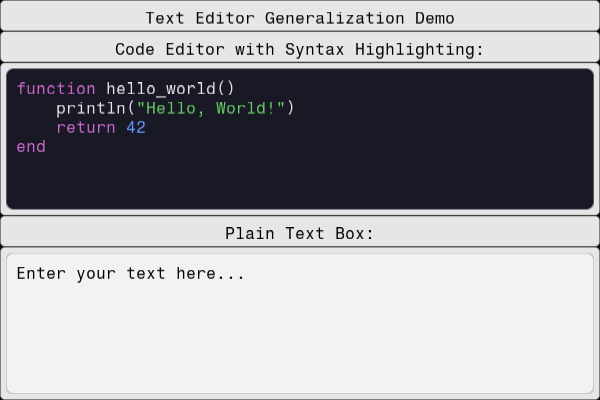 Text Editor Generalization Demo
Code Editor with Syntax Highlighting:
function hello_world()
    println("Hello, World!")
    return 42
end
Plain Text Box:
Enter your text here...